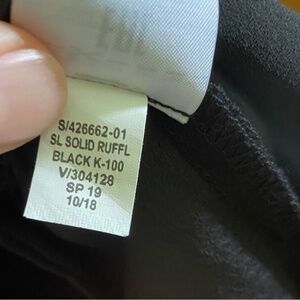 S/426662-01
SL SOLID RUFFL
BLACK K-100
V/304128
SP 19
10/18